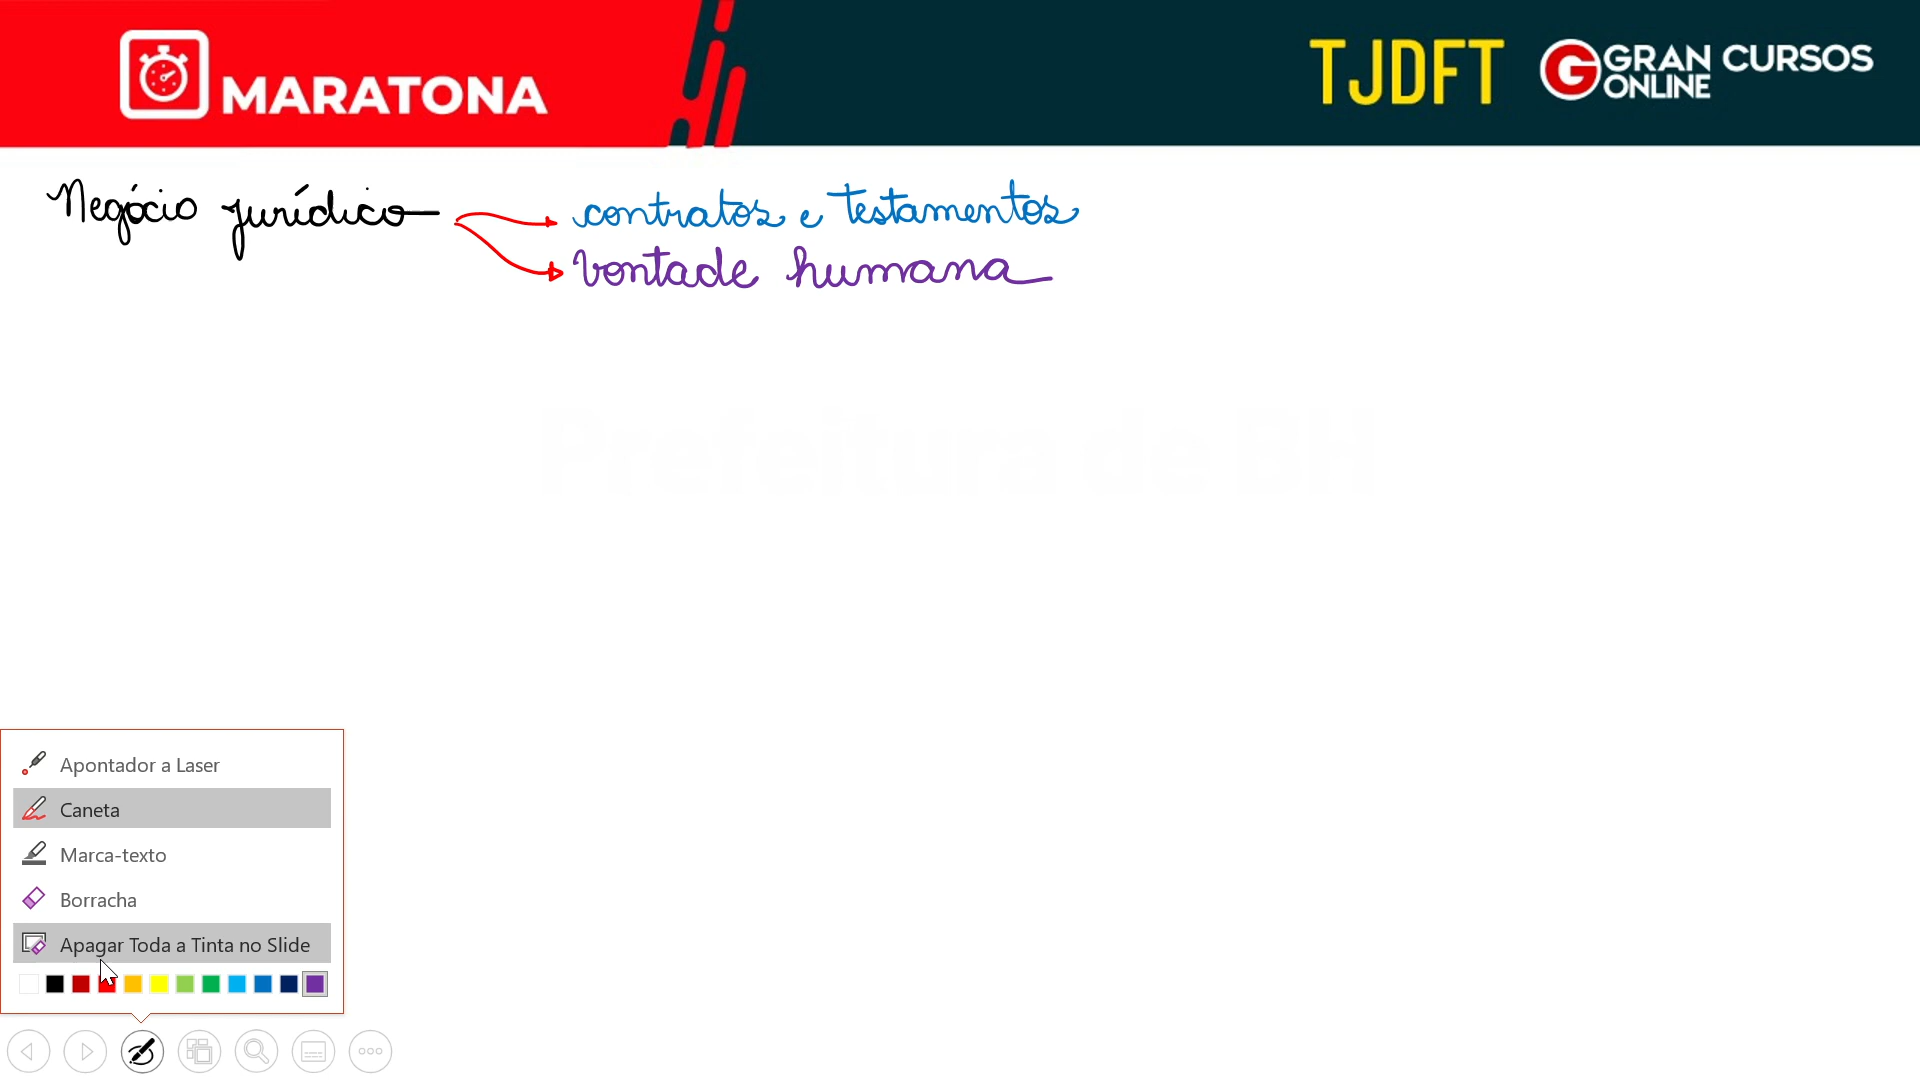 MARATONA
TJDFT
GRAN CURSOS
ONLINE
Negócio jurídico
contratos e testamentos
vontade humana
Prefeitura de BH
Apontador a Laser
Caneta
Marca-texto
Borracha
Apagar Toda a Tinta no Slide